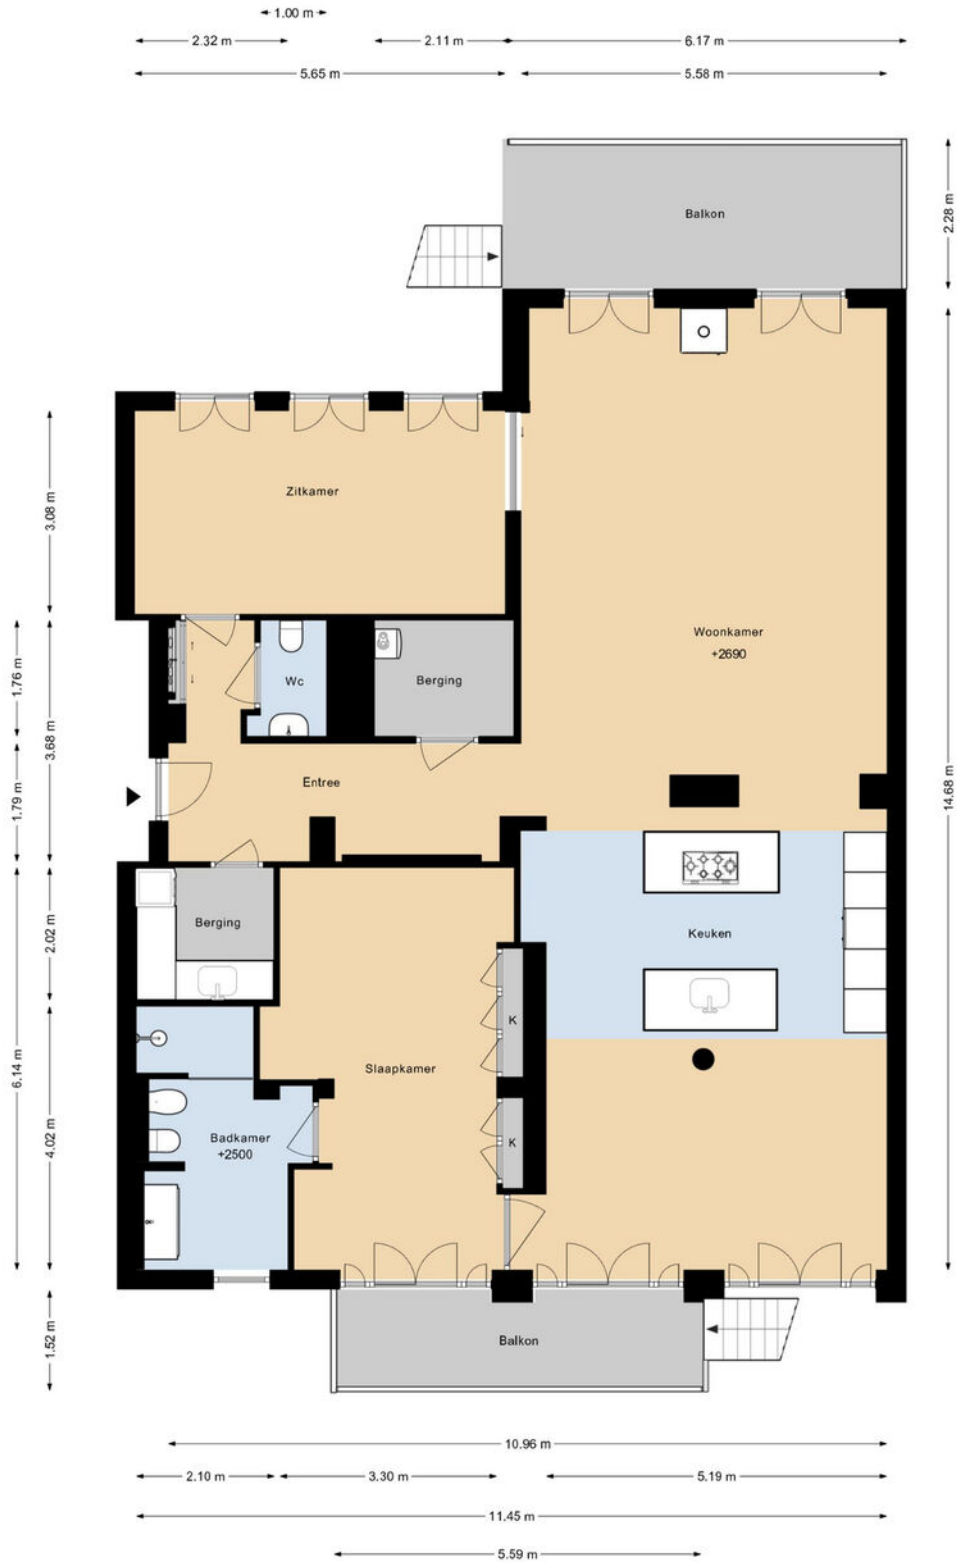 1.00 m
2.32 m 2.11 m 6.17 m
5.65 m 5.58 m
2.28 m
Balkon
Zitkamer
3.08 m
Woonkamer
+2690
Wc
Berging
1.76 m
3.68 m
1.79 m
Entree
14.68 m
Berging
Keuken
2.02 m
K
Slaapkamer
6.14 m
4.02 m
Badkamer
+2500
K
Balkon
1.52 m
10.96 m
2.10 m 3.30 m 5.19 m
11.45 m
5.59 m